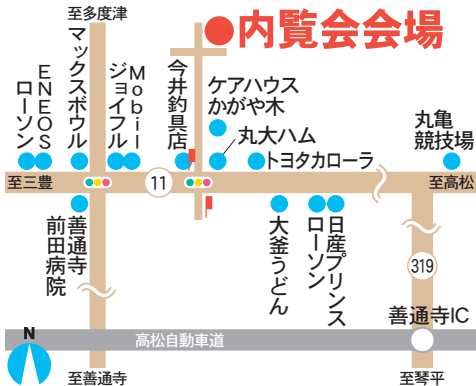 至多度津
内覧会会場
マックスボウル
ENEOS
ローソン
Mobil
ジョイフル
今井釣具店
ケアハウス
かがや木
丸大ハム
トヨタカローラ
丸亀
競技場
至三豊
11
至高松
善通寺
前田病院
大釜うどん
ローソン
日産プリンス
319
善通寺IC
N
高松自動車道
至善通寺
至琴平